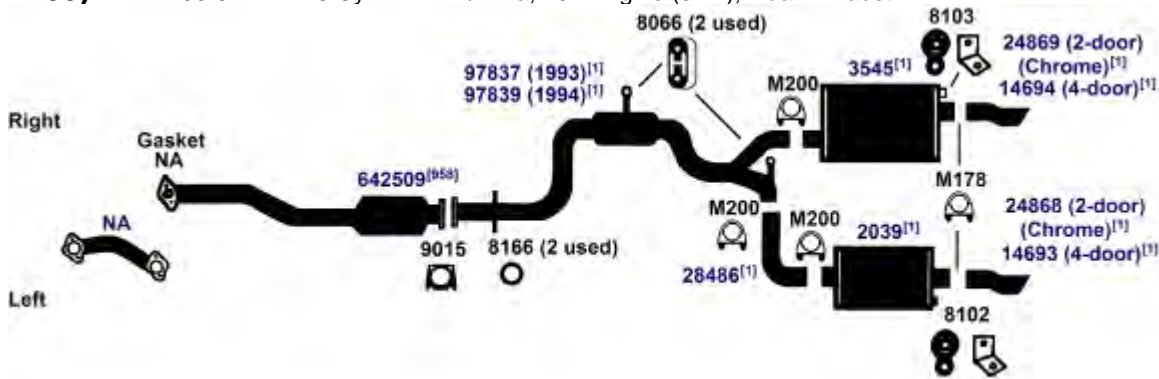 8066 (2 used)
8103
24869 (2-door)
(Chrome)[1]
14694 (4-door)[1]
97837 (1993)[1]
97839 (1994)[1]
3545[1]
M200
Right
Gasket
NA
642509[958]
M178
NA
M200
M200
24868 (2-door)
(Chrome)[1]
14693 (4-door)[1]
9015
8166 (2 used)
2039[1]
28486[1]
Left
8102